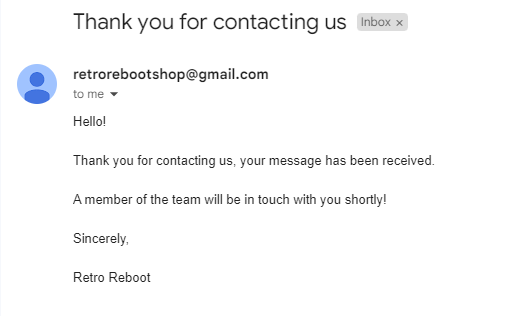 Thank you for contacting us Inbox ×
retrorebootshop@gmail.com
to me
Hello!
Thank you for contacting us, your message has been received.
A member of the team will be in touch with you shortly!
Sincerely,
Retro Reboot